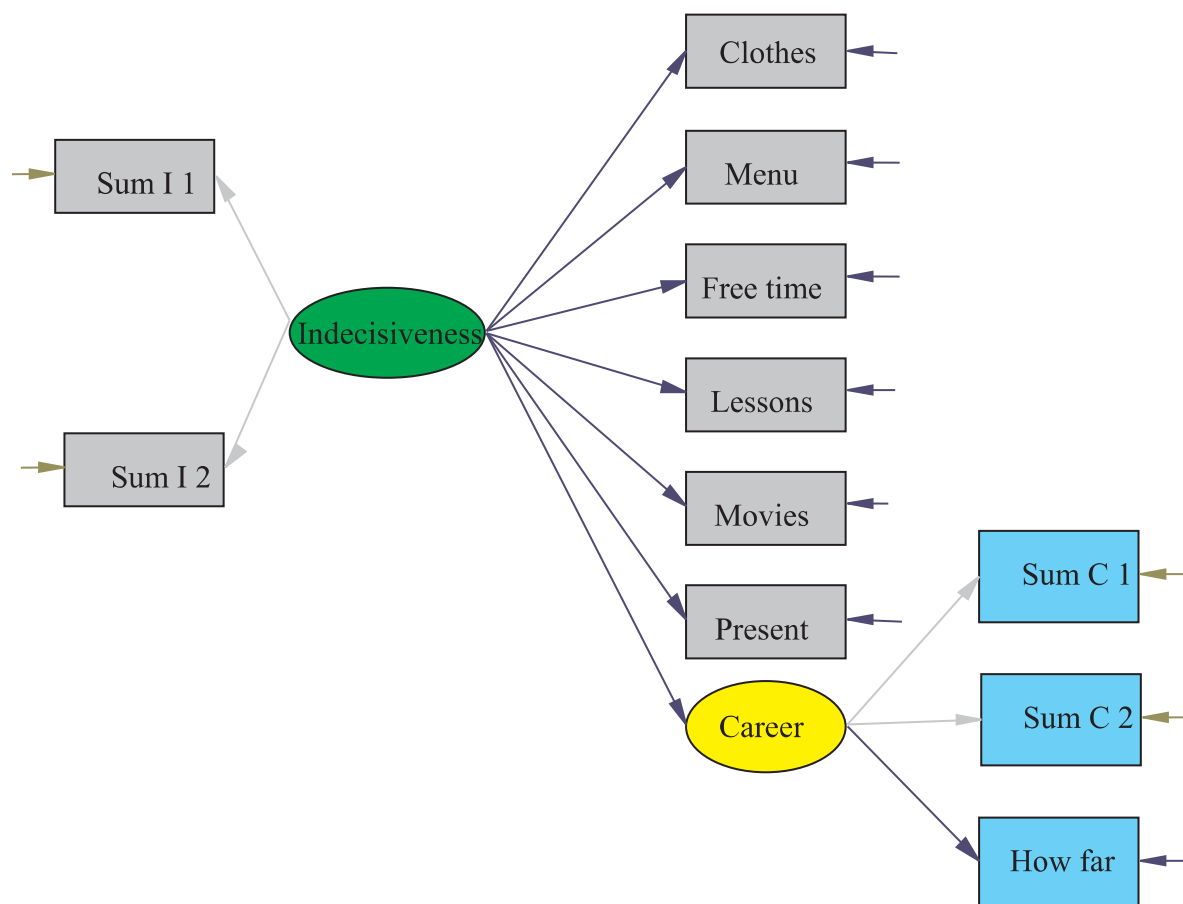 Clothes
Sum I 1
Menu
Free time
Indecisiveness
Lessons
Sum I 2
Movies
Sum C 1
Present
Sum C 2
Career
How far